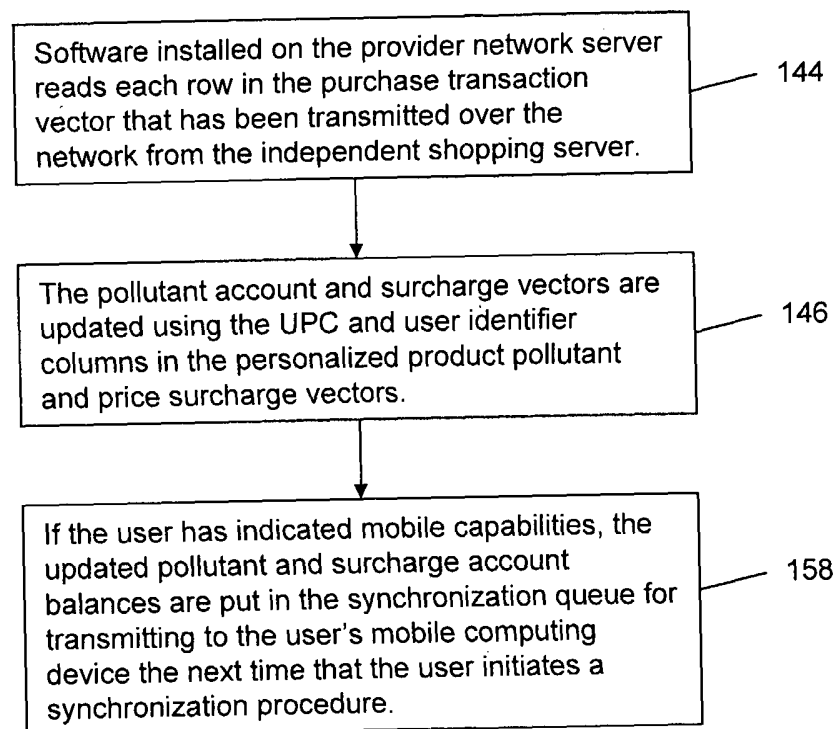 Software installed on the provider network server
reads each row in the purchase transaction
vector that has been transmitted over the
network from the independent shopping server.
144
The pollutant account and surcharge vectors are
updated using the UPC and user identifier
columns in the personalized product pollutant
and price surcharge vectors.
146
If the user has indicated mobile capabilities, the
updated pollutant and surcharge account
balances are put in the synchronization queue for
transmitting to the user's mobile computing
device the next time that the user initiates a
synchronization procedure.
158